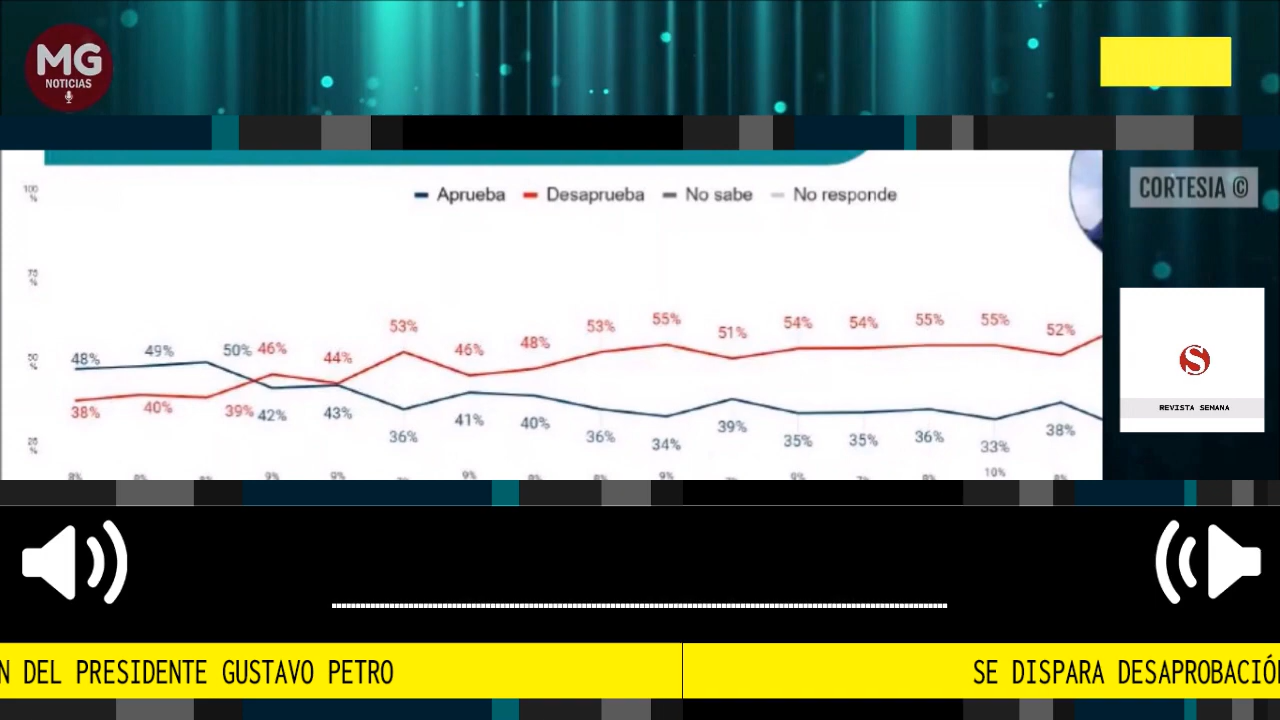 MG
NOTICIAS
CORTESIA ©
Aprueba Desaprueba No sabe No responde
100
%
75
%
50
%
25
%
48% 49% 50% 42% 43% 36% 41% 40% 36% 34% 39% 35% 35% 36% 33% 38%
38% 40% 39% 46% 44% 53% 46% 48% 53% 55% 51% 54% 54% 55% 55% 52%
8% 9% 9% 9% 9% 10%
S
REVISTA SEMANA
N DEL PRESIDENTE GUSTAVO PETRO
SE DISPARA DESAPROBACIÓ